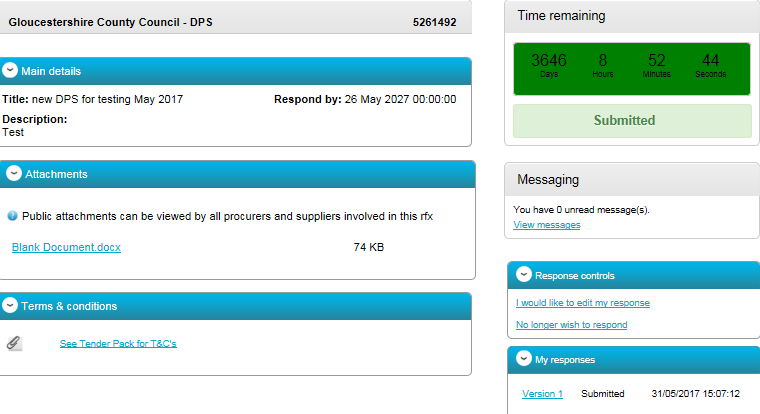 Gloucestershire County Council - DPS 5261492
Main details
Title: new DPS for testing May 2017 Respond by: 26 May 2027 00:00:00
Description:
Test
Attachments
Public attachments can be viewed by all procurers and suppliers involved in this rfx
Blank Document.docx 74 KB
Terms & conditions
See Tender Pack for T&C's
Time remaining
3646 8 52 44
Days Hours Minutes Seconds
Submitted
Messaging
You have 0 unread message(s).
View messages
Response controls
I would like to edit my response
No longer wish to respond
My responses
Version 1 Submitted 31/05/2017 15:07:12